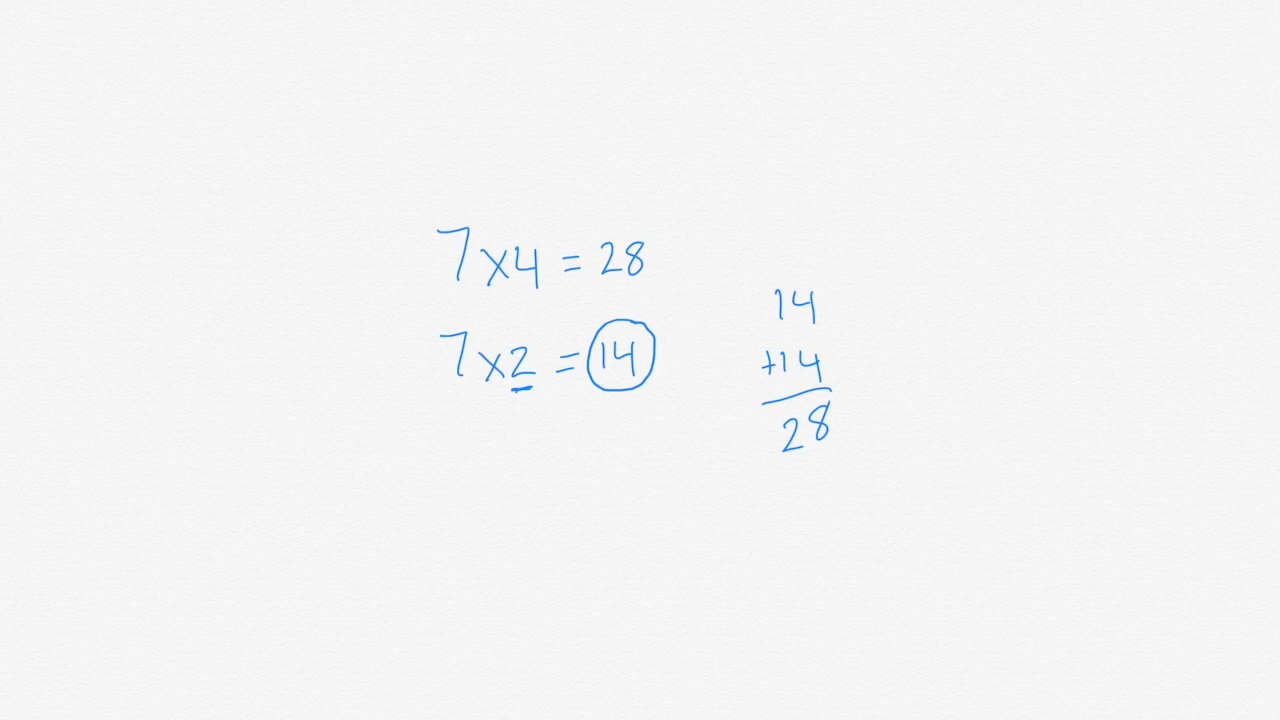 7x4 = 28
7x2 = 14
14
+14
28